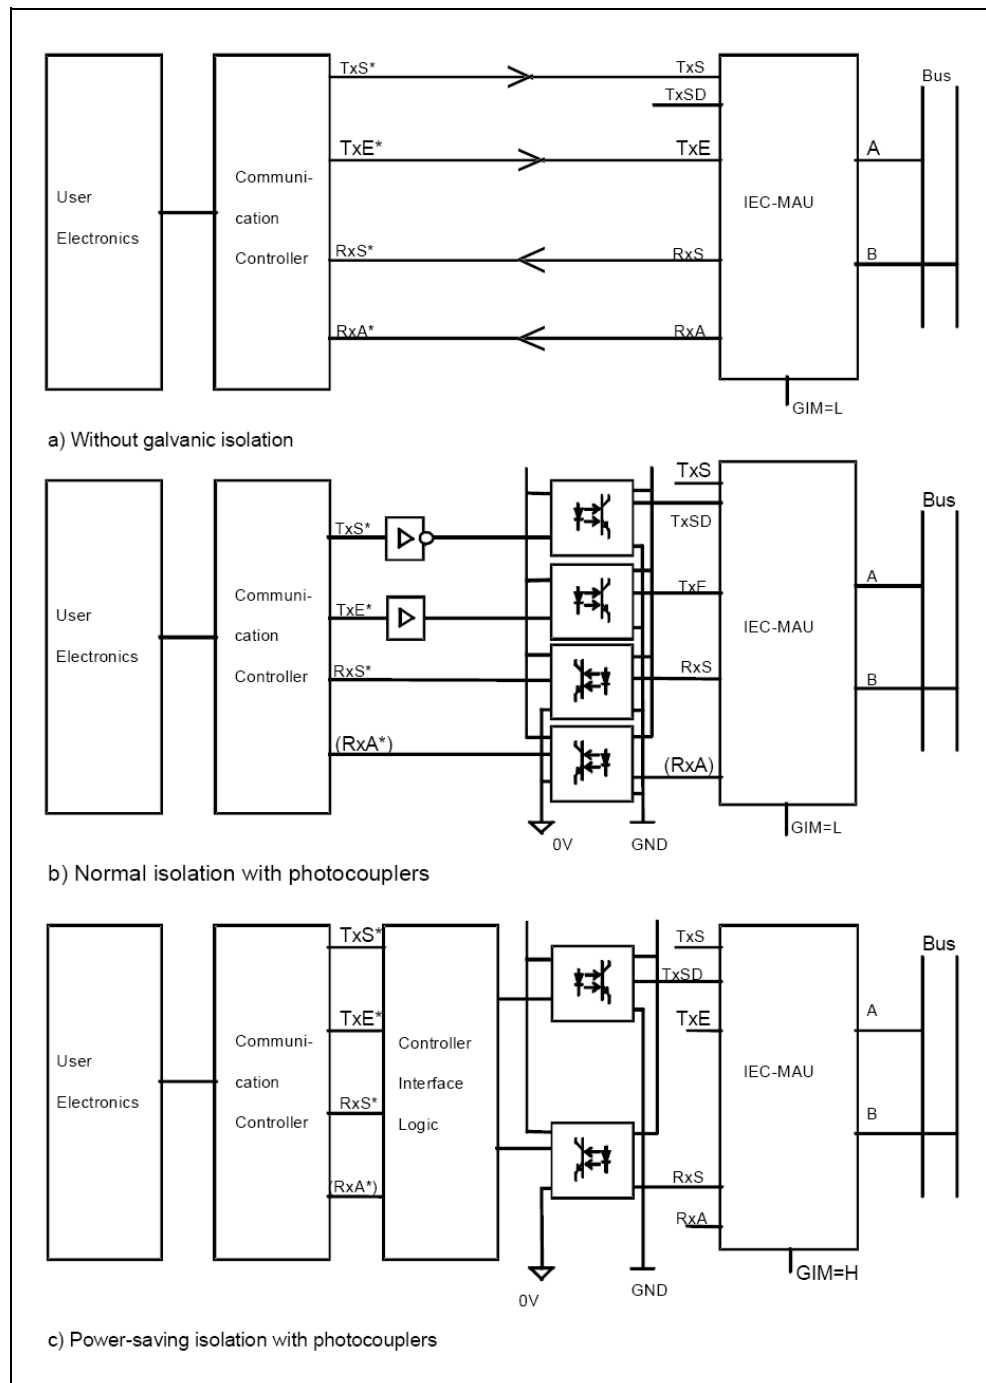 TxS*
TxS
Bus
TxSD
TxE*
TxE
A
User
Electronics
Communi-
cation
Controller
IEC-MAU
RxS*
RxS
B
RxA*
RxA
GIM=L
a) Without galvanic isolation
TxS
Bus
TxS*
TxSD
User
Electronics
Communi-
cation
Controller
TxE*
TxE
A
IEC-MAU
RxS*
RxS
B
(RxA*)
(RxA)
0V
GND
GIM=L
b) Normal isolation with photocouplers
TxS*
TxS
Bus
TxSD
TxE*
TxE
A
User
Electronics
Communi-
cation
Controller
Controller
Interface
Logic
IEC-MAU
RxS*
B
(RxA*)
RxS
RxA
0V
GND
GIM=H
c) Power-saving isolation with photocouplers